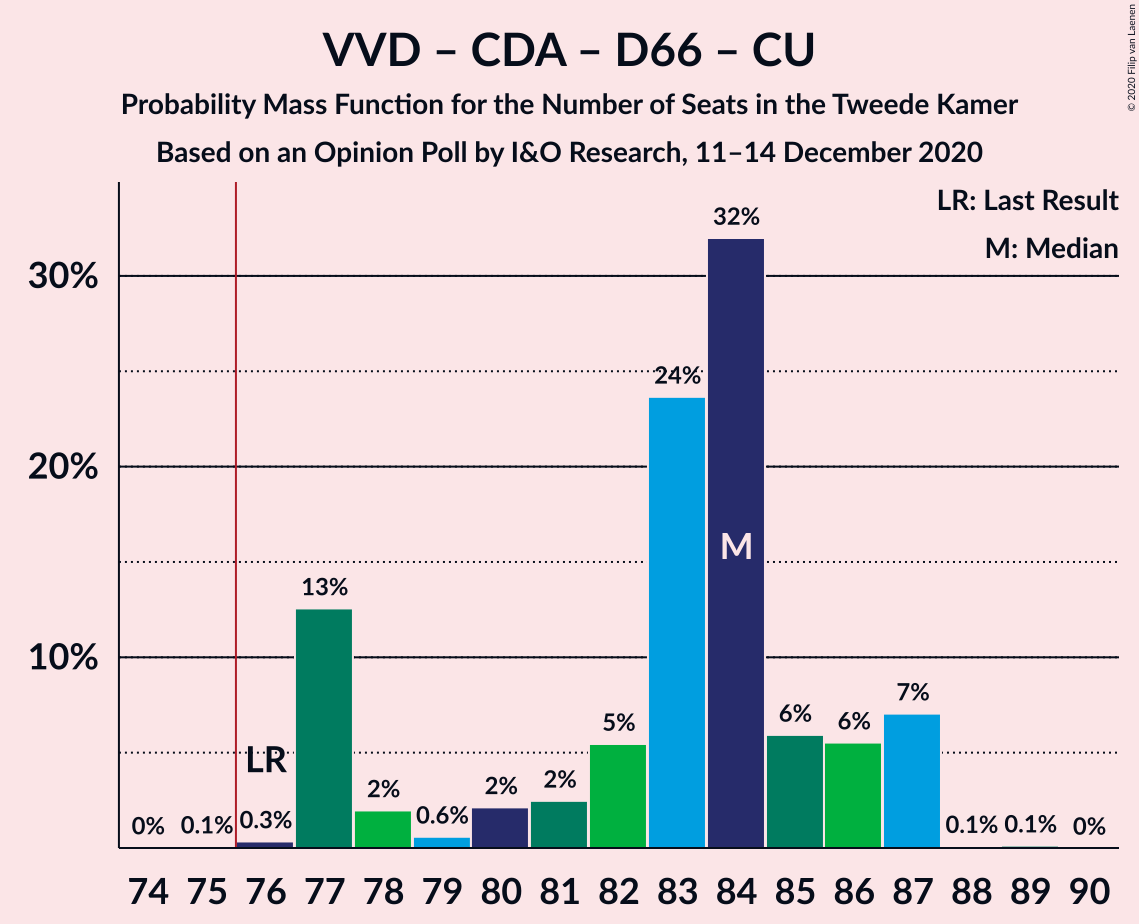 VVD – CDA – D66 – CU
Probability Mass Function for the Number of Seats in the Tweede Kamer
Based on an Opinion Poll by I&O Research, 11–14 December 2020
© 2020 Filip van Laenen
LR: Last Result
M: Median
30%
20%
10%
0%
0.1%
0.3%
13%
2%
0.6%
2%
2%
5%
24%
32%
6%
6%
7%
0.1%
0.1%
0%
LR
M
74 75 76 77 78 79 80 81 82 83 84 85 86 87 88 89 90